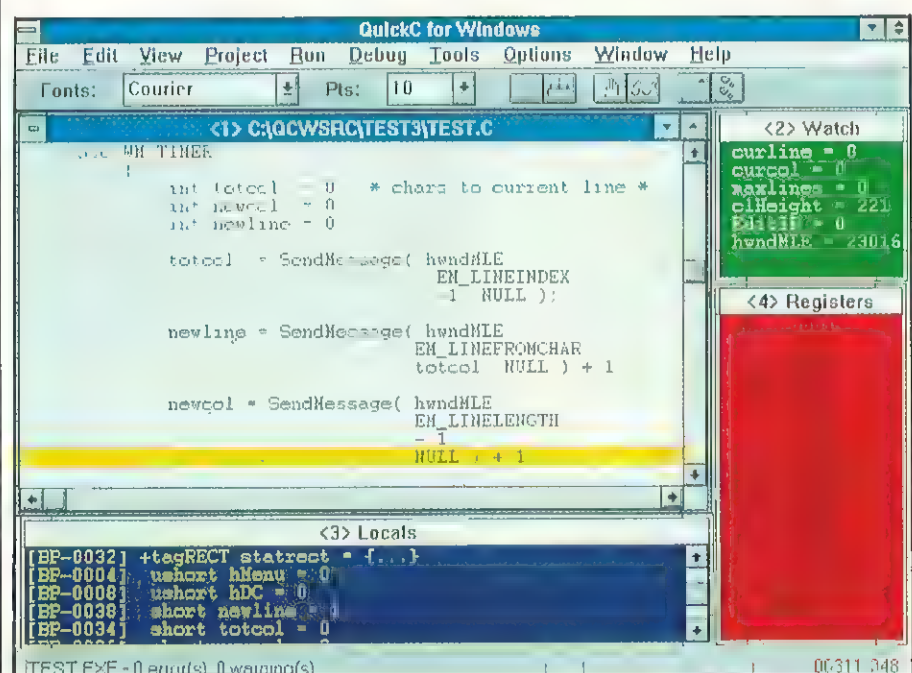 QuickC for Windows
File Edit View Project Run Debug Tools Options Window Help
Fonts: Courier Pts: 10
<1> C:\QCWSRC\TEST3\TEST.C
WM_TIMER
{
int totcol = 0 * chars to current line *
int newcol = 0
int newline = 0
totcol = SendMessage( hwndMLE
EM_LINEINDEX
-1 NULL );
newline = SendMessage( hwndMLE
EM_LINEFROMCHAR
totcol NULL ) + 1
newcol = SendMessage( hwndMLE
EM_LINELENGTH
- 1
NULL ) + 1
<2> Watch
curline = 0
curcol = 0
maxlines = 0
clHeight = 221
= 0
hwndMLE = 23016
<4> Registers
<3> Locals
[BP-0032] +tagRECT statrect = {...}
[BP-0004] ushort hMenu = 0
[BP-0008] ushort hDC = 0
[BP-0038] short newline = 0
[BP-0034] short totcol = 0
TEST.EXE - 0 error(s), 0 warning(s)
00311 048